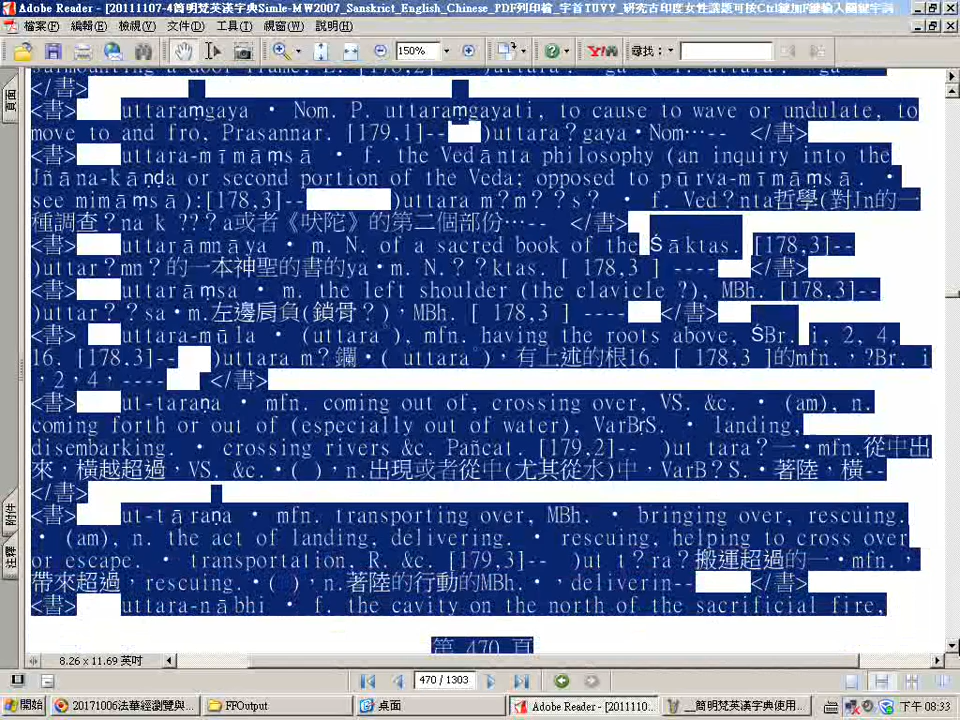 Adobe Reader - [20111107-4簡明梵英漢字典Simle-MW2007_Sanskrict_English_Chinese_PDF列印檔_字首TUVY_研究古印度女性議題可按Ctrl鍵加F鍵輸入關鍵字詞
檔案(F) 編輯(E) 檢視(V) 文件(D) 工具(T) 視窗(W) 說明(H)
150% Y! 尋找：
</書>
<書> uttaraṃgaya • Nom. P. uttaraṃgayati, to cause to wave or undulate, to
move to and fro, Prasannar. [179,1]-- )uttara？gaya•Nom…-- </書>
<書> uttara-mīmāṃsā • f. the Vedānta philosophy (an inquiry into the
Jñāna-kāṇḍa or second portion of the Veda; opposed to pūrva-mīmāṃsā. •
see mimāṃsā);[178,3]-- )uttara m？m？？s？ • f. Ved？nta哲學(對Jn的一
種調查？na k ???a或者《吠陀》的第二個部份…-- </書>
<書> uttarāmnāya • m. N. of a sacred book of the Śāktas. [178,3]--
)uttar？mn？的一本神聖的書的ya•m. N.？？ktas. [ 178,3 ] ---- </書>
<書> uttarāṃsa • m. the left shoulder (the clavicle ?), MBh. [178,3]--
)uttar？？sa•m.左邊肩負(鎖骨？)，MBh. [ 178,3 ] ---- </書>
<書> uttara-mūla • (uttara ), mfn. having the roots above, ŚBr. i, 2, 4,
16. [178,3]-- )uttara m？鑭•( uttara )，有上述的根16. [ 178,3 ]的mfn.，?Br. i
，2，4，---- </書>
<書> ut-taraṇa • mfn. coming out of, crossing over, VS. &c. • (am), n.
coming forth or out of (especially out of water), VarBṛS. • landing,
disembarking. • crossing rivers &c. Pañcat. [179,2]-- )ut tara？一•mfn.從中出
來，橫越超過，VS. &c.•( )，n.出現或者從中(尤其從水)中，VarB？S.•著陸，橫--
</書>
<書> ut-tāraṇa • mfn. transporting over, MBh. • bringing over, rescuing.
• (am), n. the act of landing, delivering. • rescuing, helping to cross over
or escape. • transportation, R. &c. [179,3]-- )ut t？ra？搬運超過的一•mfn.，
帶來超過，rescuing.•( )，n.著陸的行動的MBh.•，deliverin-- </書>
<書> uttara-nābhi • f. the cavity on the north of the sacrificial fire,
第 470 頁
頁面
附件
注釋
8.26 x 11.69 英吋
470 / 1303
開始 20171006法華經瀏覽與... FFOutput 桌面 Adobe Reader - [2011110... __簡明梵英漢字典使用... 下午 08:33